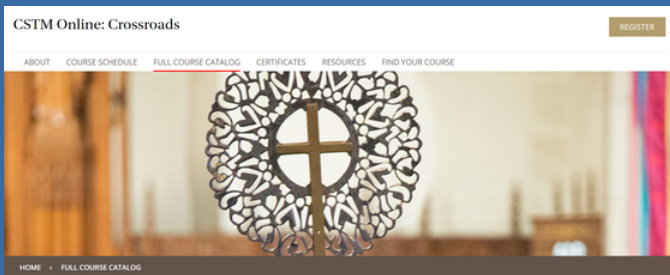 CSTM Online: Crossroads
REGISTER
ABOUT COURSE SCHEDULE FULL COURSE CATALOG CERTIFICATES RESOURCES FIND YOUR COURSE
HOME » FULL COURSE CATALOG